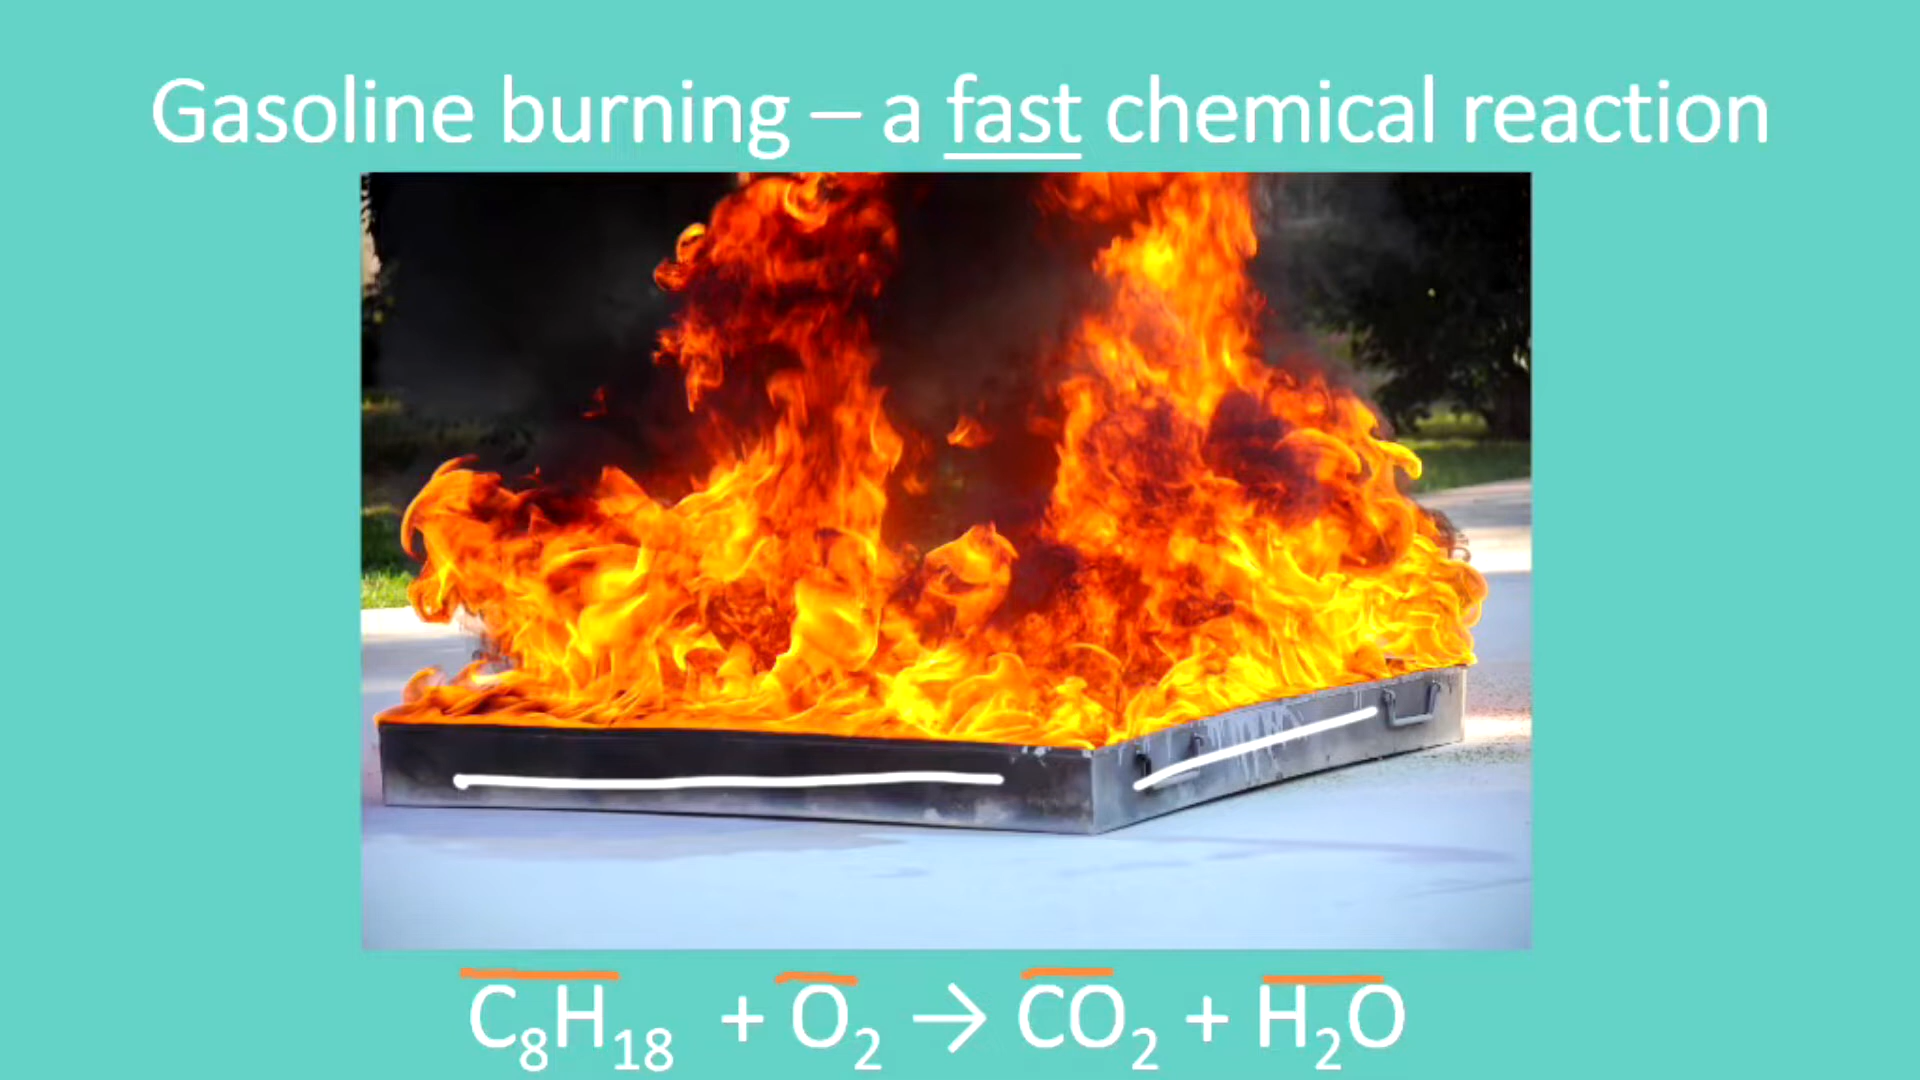 Gasoline burning – a fast chemical reaction
C₈H₁₈ + O₂ → CO₂ + H₂O